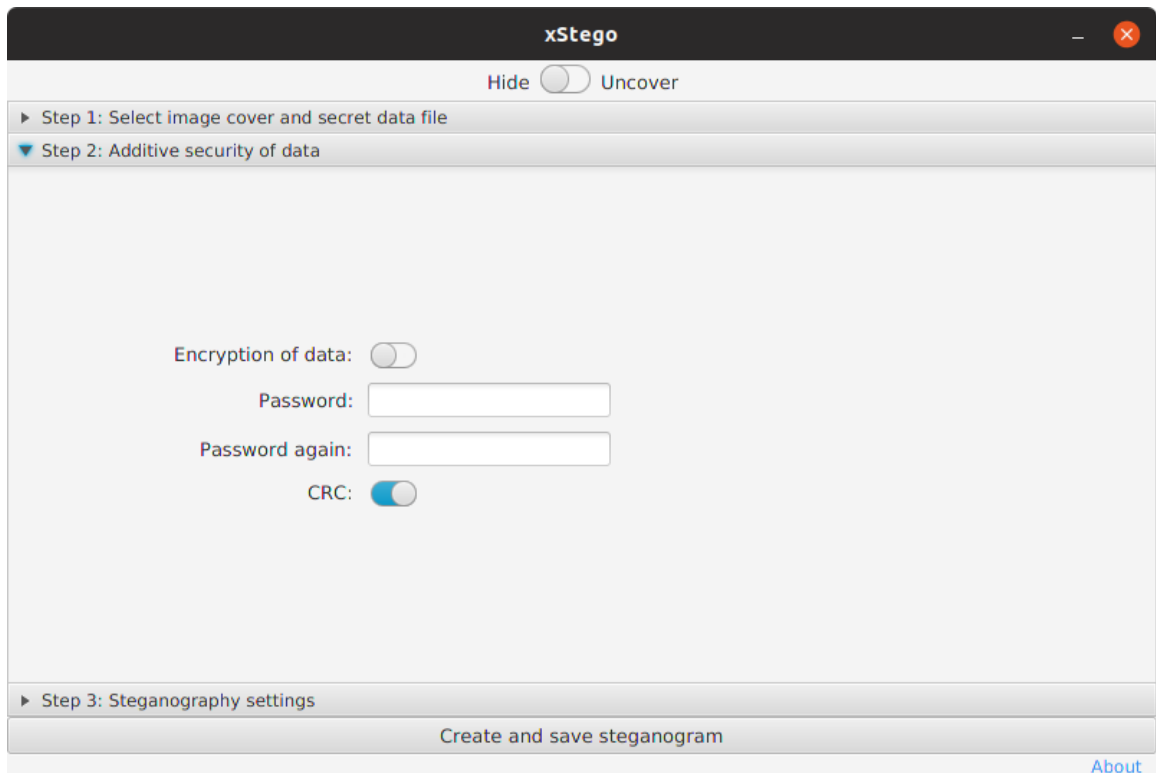 xStego
Hide Uncover
Step 1: Select image cover and secret data file
Step 2: Additive security of data
Encryption of data:
Password:
Password again:
CRC:
Step 3: Steganography settings
Create and save steganogram
About